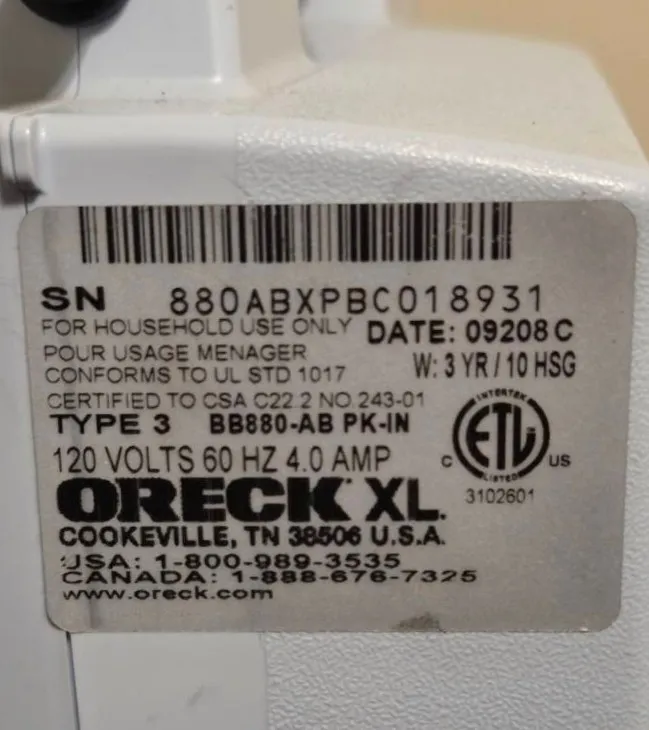 SN 880ABXPBC018931
FOR HOUSEHOLD USE ONLY DATE: 09208C
POUR USAGE MENAGER W: 3 YR / 10 HSG
CONFORMS TO UL STD 1017
CERTIFIED TO CSA C22.2 NO.243-01
TYPE 3 BB880-AB PK-IN
INTERTEK
ETL
LISTED
C US
3102601
120 VOLTS 60 HZ 4.0 AMP
ORECK XL.
COOKEVILLE, TN 38506 U.S.A.
USA: 1-800-989-3535
CANADA: 1-888-676-7325
www.oreck.com